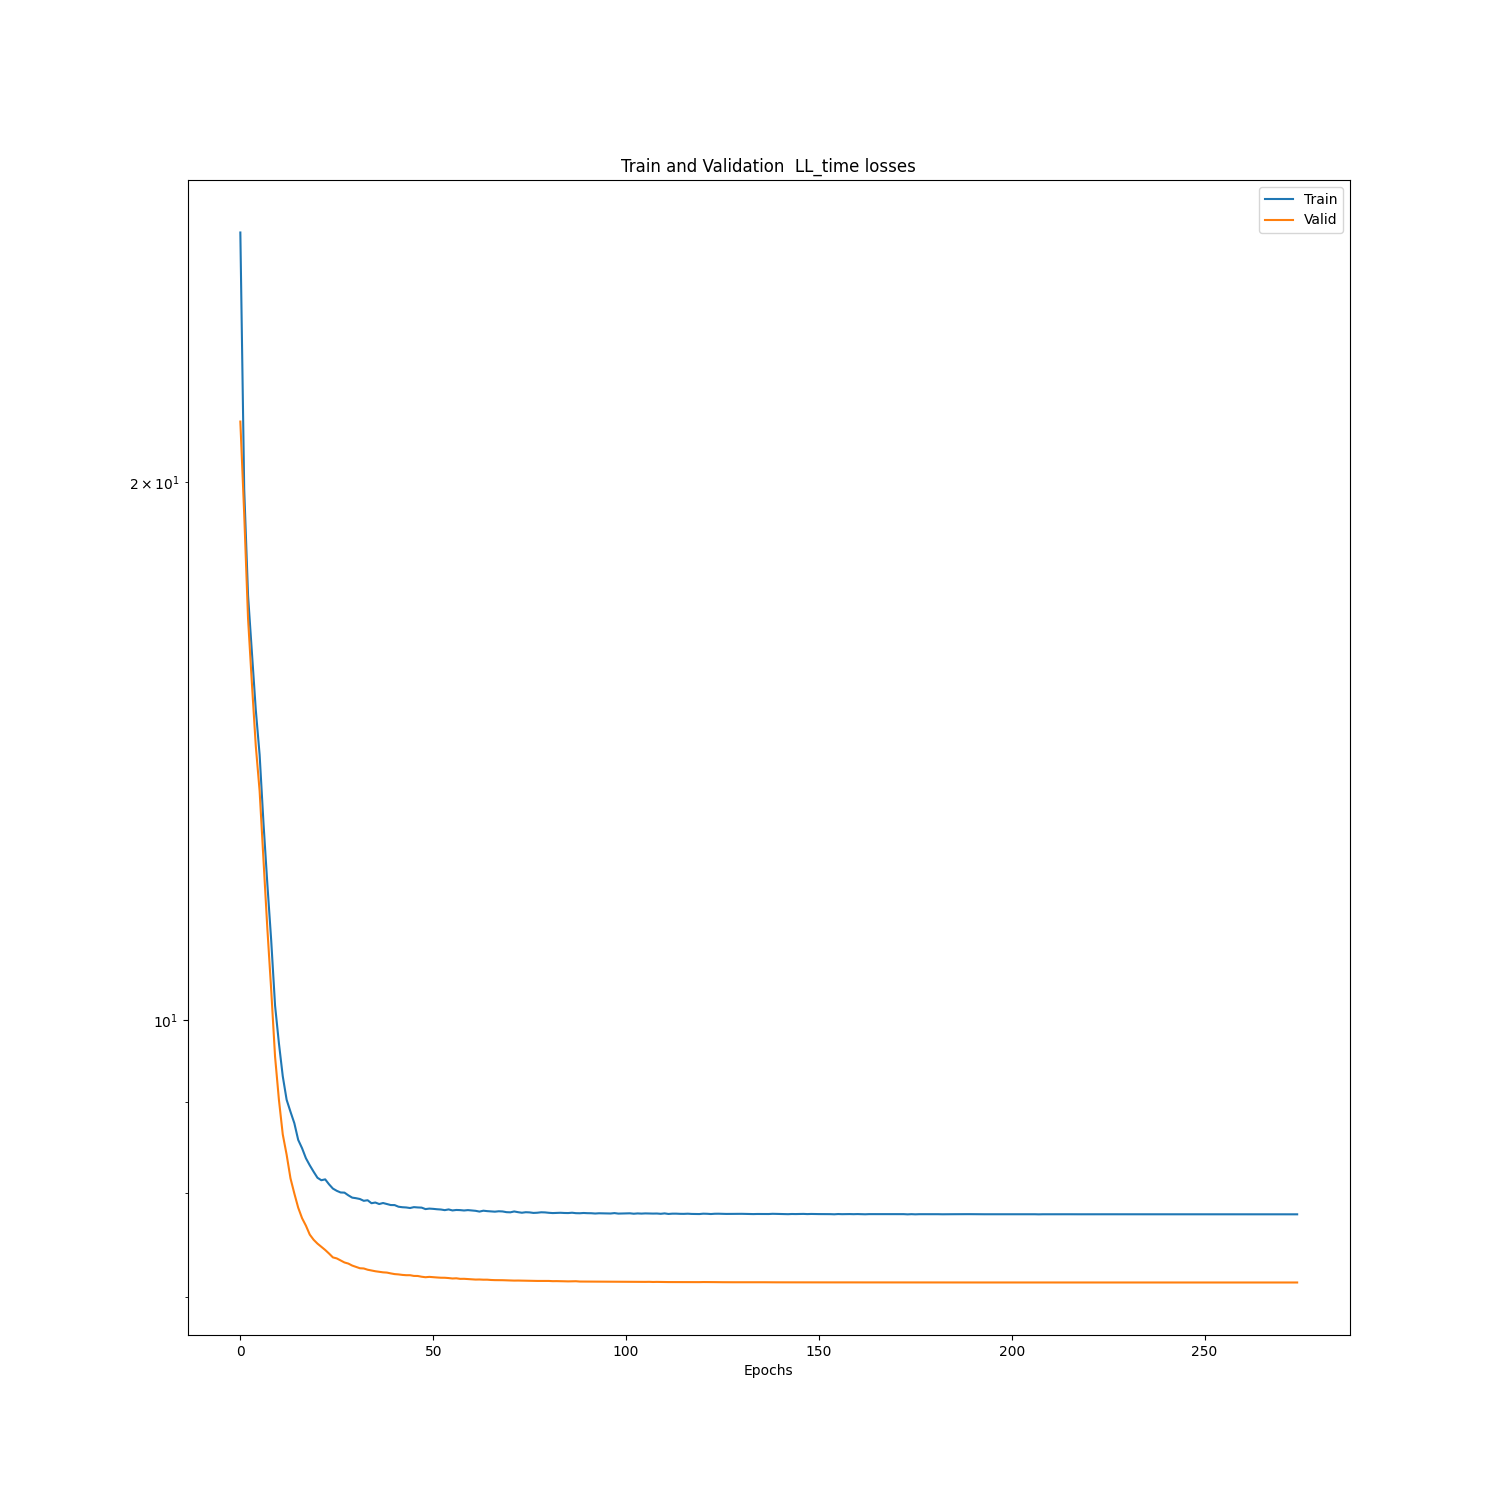 Train and Validation  LL_time losses
Train
Valid
2 × 10¹
10¹
0 50 100 150 200 250
Epochs